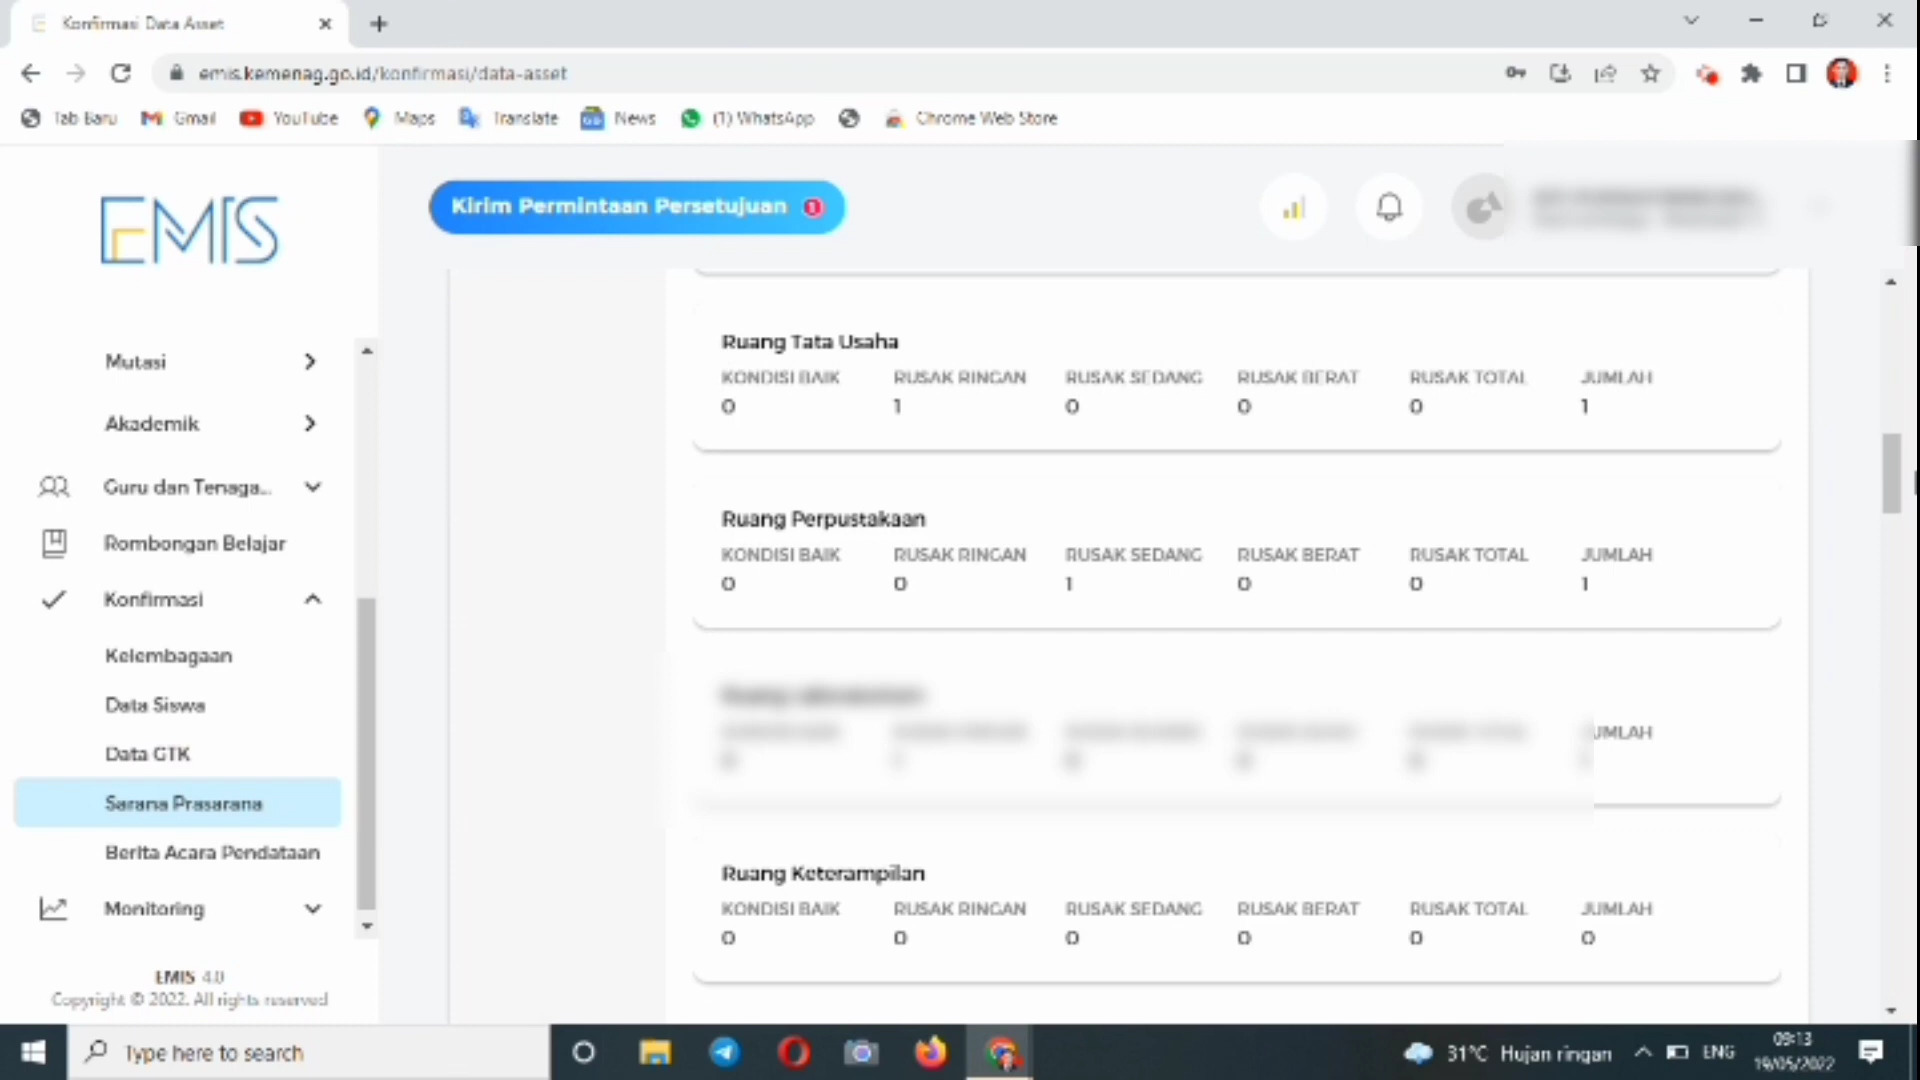 Konfirmasi Data Asset
emis.kemenag.go.id/konfirmasi/data-asset
Tab Baru Gmail YouTube Maps Translate News (1) WhatsApp Chrome Web Store
EMIS
Kirim Permintaan Persetujuan
Mutasi
Akademik
Guru dan Tenaga...
Rombongan Belajar
Konfirmasi
Kelembagaan
Data Siswa
Data GTK
Sarana Prasarana
Berita Acara Pendataan
Monitoring
EMIS 4.0
Copyright © 2022. All rights reserved
Ruang Tata Usaha
KONDISI BAIK RUSAK RINGAN RUSAK SEDANG RUSAK BERAT RUSAK TOTAL JUMLAH
0 1 0 0 0 1
Ruang Perpustakaan
KONDISI BAIK RUSAK RINGAN RUSAK SEDANG RUSAK BERAT RUSAK TOTAL JUMLAH
0 0 1 0 0 1
JUMLAH
Ruang Keterampilan
KONDISI BAIK RUSAK RINGAN RUSAK SEDANG RUSAK BERAT RUSAK TOTAL JUMLAH
0 0 0 0 0 0
Type here to search
31°C Hujan ringan ENG
09:13
19/05/2022